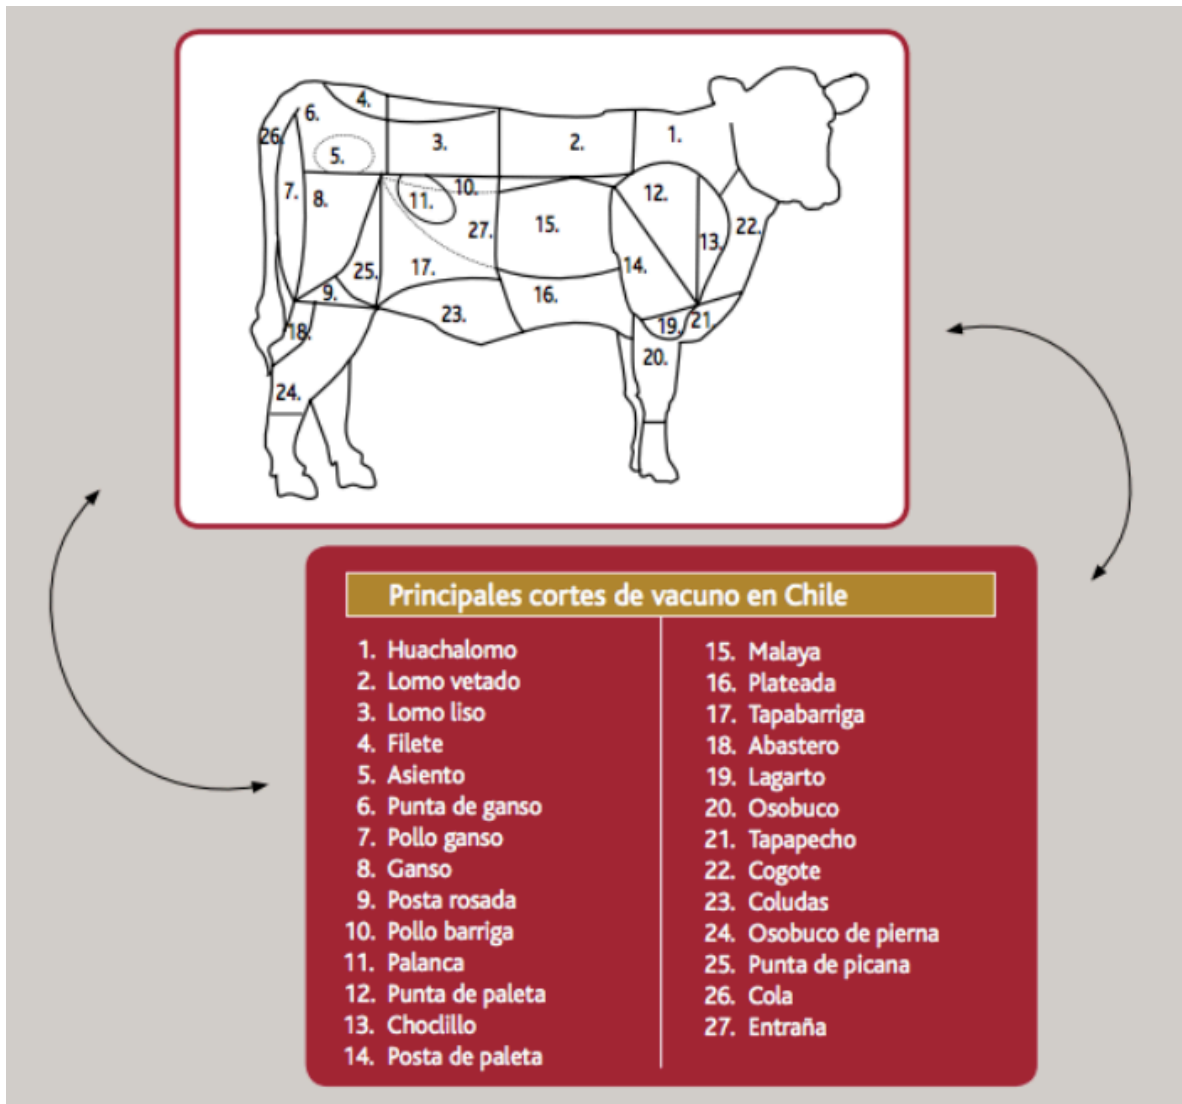 4.
6.
26.
3.
2.
1.
5.
7.
8.
10.
11.
12.
27.
15.
22.
13.
14.
25.
17.
9.
16.
23.
18.
19.
21.
20.
24.
Principales cortes de vacuno en Chile
1. Huachalomo
2. Lomo vetado
3. Lomo liso
4. Filete
5. Asiento
6. Punta de ganso
7. Pollo ganso
8. Ganso
9. Posta rosada
10. Pollo barriga
11. Palanca
12. Punta de paleta
13. Choclillo
14. Posta de paleta
15. Malaya
16. Plateada
17. Tapabarriga
18. Abastero
19. Lagarto
20. Osobuco
21. Tapapecho
22. Cogote
23. Coludas
24. Osobuco de pierna
25. Punta de picana
26. Cola
27. Entraña